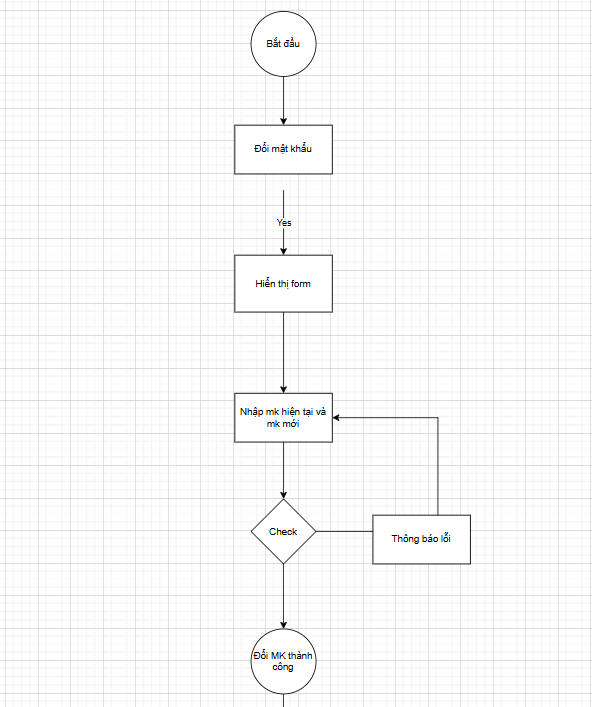 Bắt đầu
Đổi mật khẩu
Yes
Hiển thị form
Nhập mk hiện tại và
mk mới
Check
Thông báo lỗi
Đổi MK thành
công